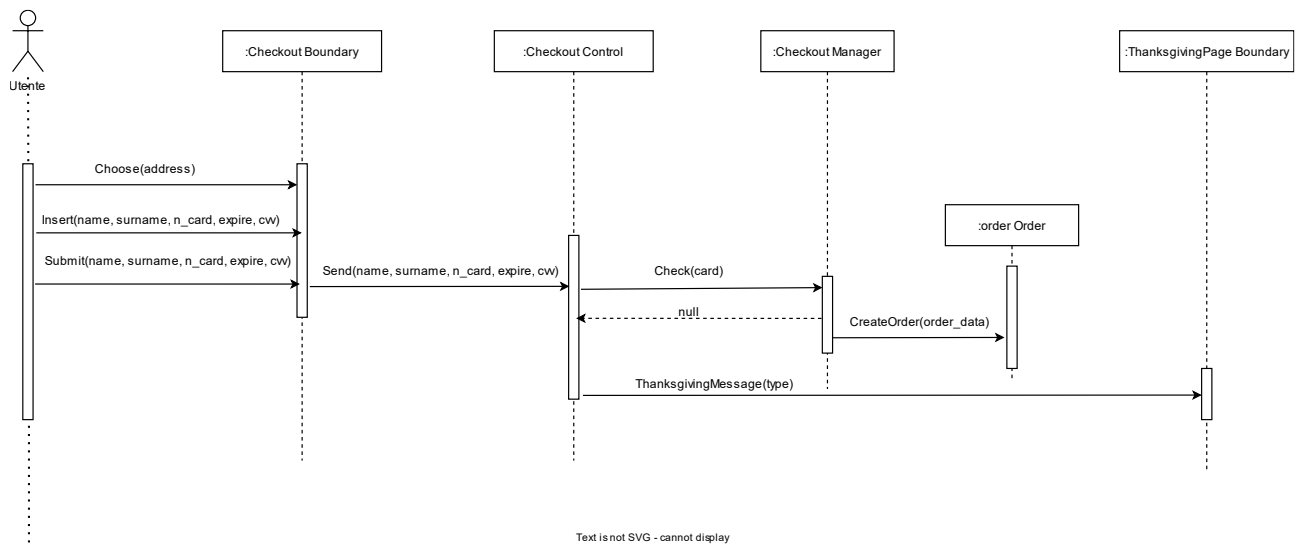 :Checkout Boundary
:Checkout Control
:Checkout Manager
:ThanksgivingPage Boundary
Utente
Choose(address)
Insert(name, surname, n_card, expire, cvv)
:order Order
Submit(name, surname, n_card, expire, cvv)
Send(name, surname, n_card, expire, cvv)
Check(card)
null
CreateOrder(order_data)
ThanksgivingMessage(type)
Text is not SVG - cannot display